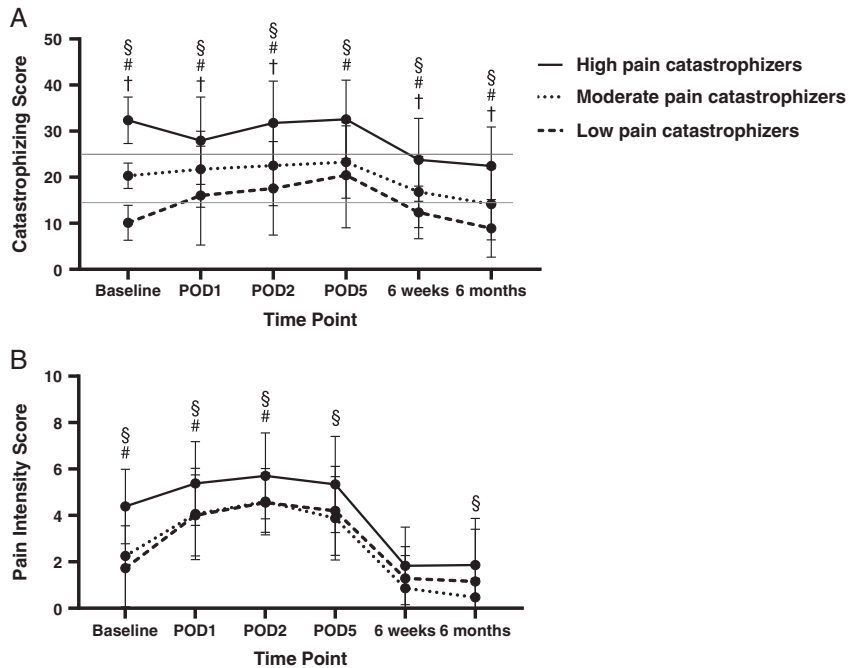 A
50
40
30
20
10
0
Catastrophizing Score
§ § § § § §
# # # # # #
† † † † †
Baseline POD1 POD2 POD5 6 weeks 6 months
Time Point
High pain catastrophizers
Moderate pain catastrophizers
Low pain catastrophizers
B
10
8
6
4
2
0
Pain Intensity Score
§ § § § §
# # #
Baseline POD1 POD2 POD5 6 weeks 6 months
Time Point